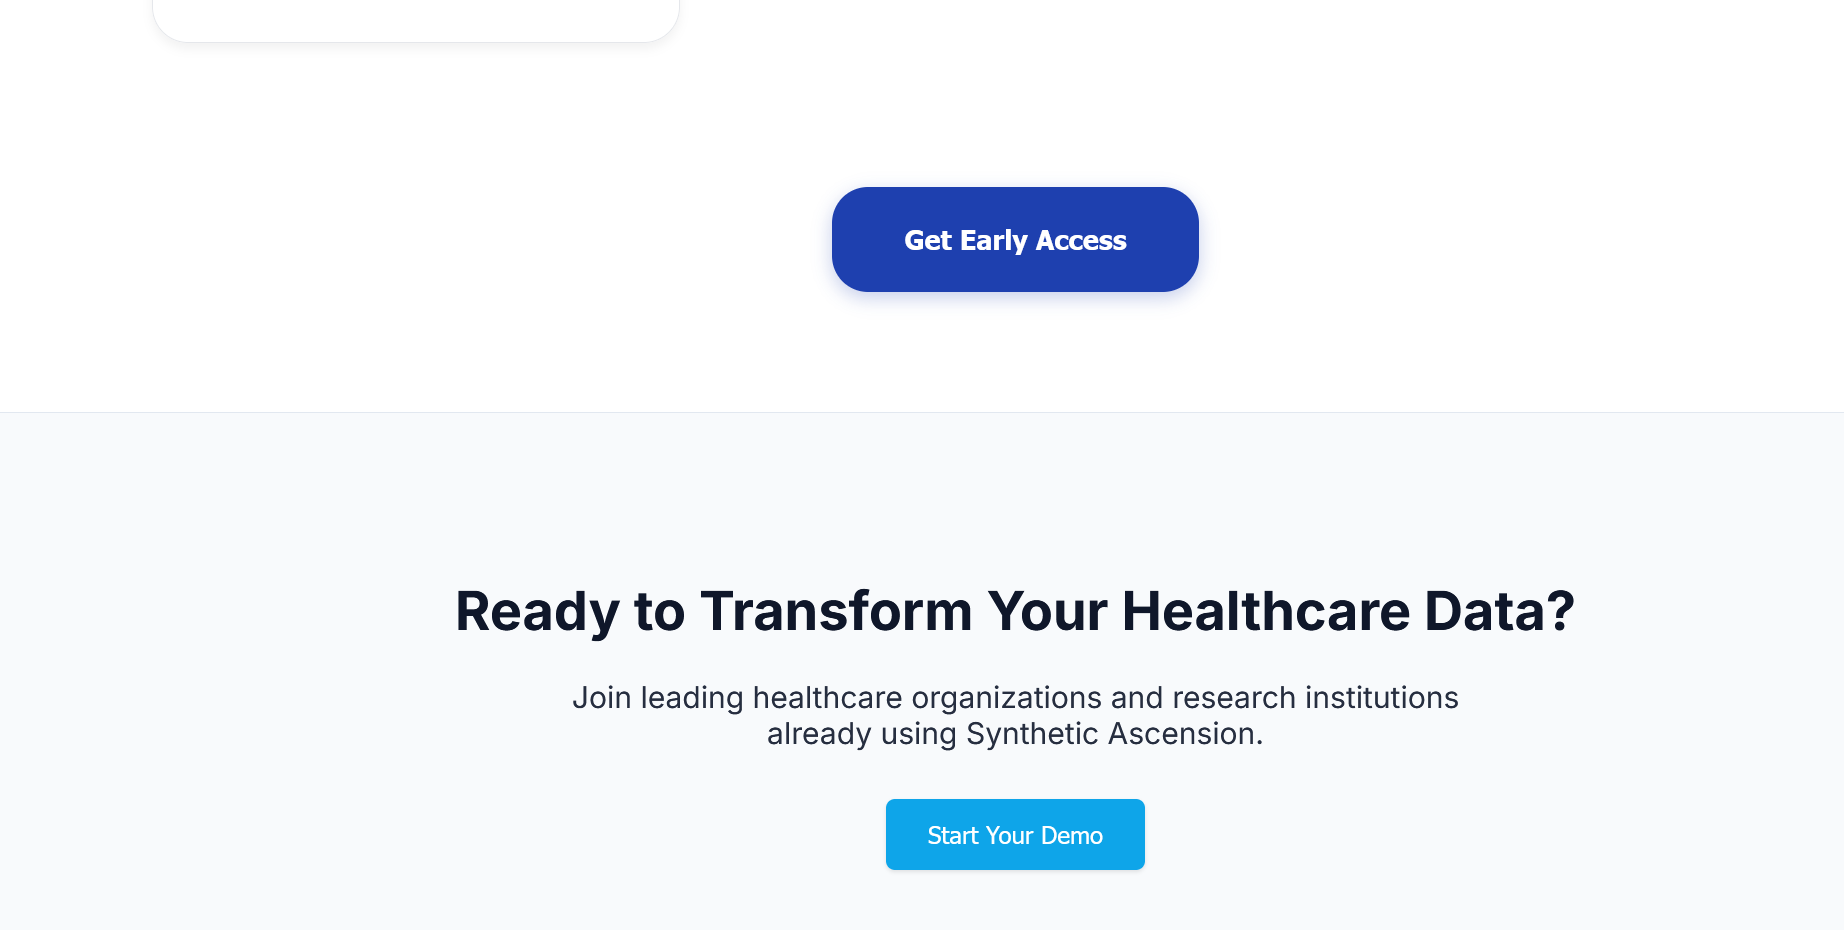 Get Early Access
Ready to Transform Your Healthcare Data?
Join leading healthcare organizations and research institutions
already using Synthetic Ascension.
Start Your Demo